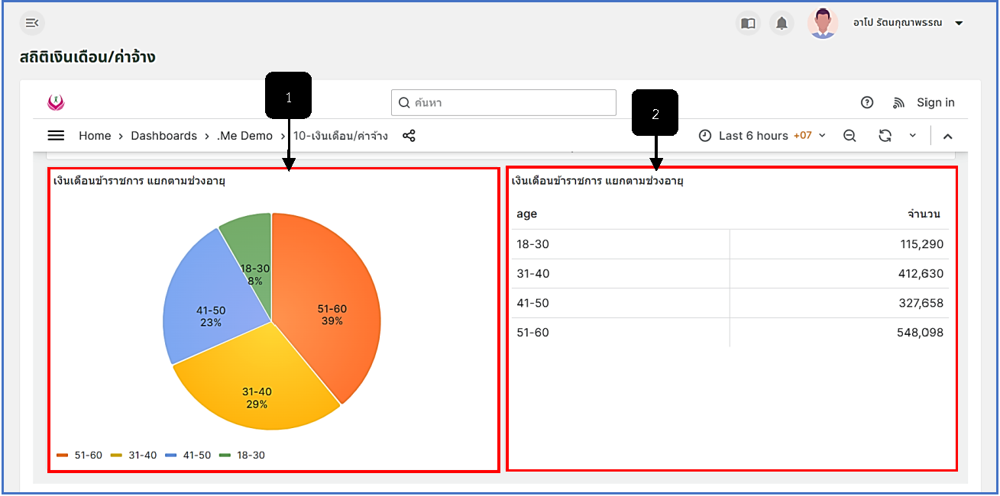 อาโป รัตนกุณาพรรณ
สถิติเงินเดือน/ค่าจ้าง
1
2
ค้นหา
Sign in
Home › Dashboards › .Me Demo › 10-เงินเดือน/ค่าจ้าง
Last 6 hours +07
เงินเดือนข้าราชการ แยกตามช่วงอายุ
18-30
8%
41-50
23%
51-60
39%
31-40
29%
51-60 31-40 41-50 18-30
เงินเดือนข้าราชการ แยกตามช่วงอายุ
age จำนวน
18-30 115,290
31-40 412,630
41-50 327,658
51-60 548,098